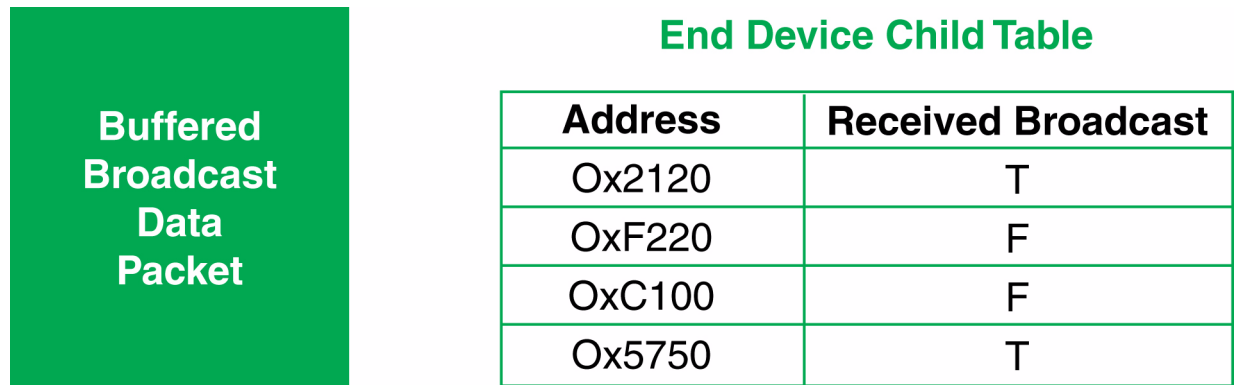 Buffered
Broadcast
Data
Packet
End Device Child Table
Address Received Broadcast
Ox2120 T
OxF220 F
OxC100 F
Ox5750 T